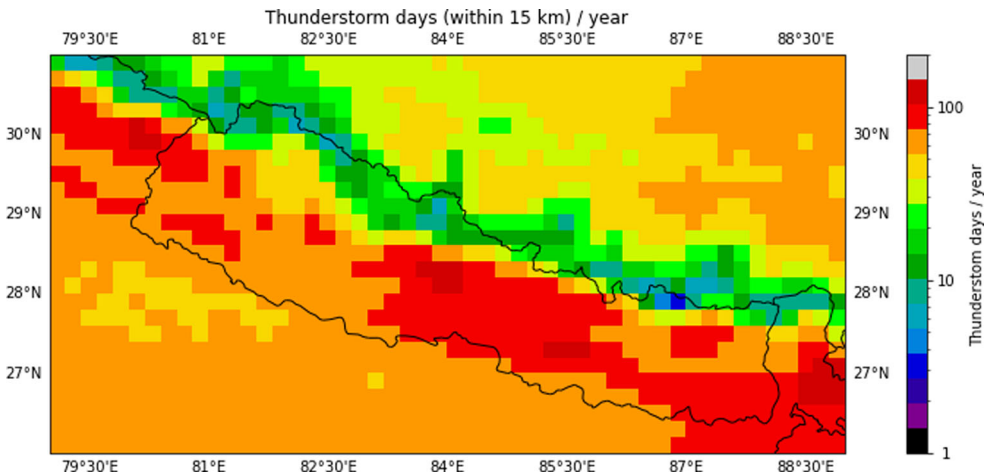 Thunderstorm days (within 15 km) / year
79°30'E 81°E 82°30'E 84°E 85°30'E 87°E 88°30'E
30°N 30°N
29°N 29°N
28°N 28°N
27°N 27°N
79°30'E 81°E 82°30'E 84°E 85°30'E 87°E 88°30'E
100
10
1
Thunderstom days / year